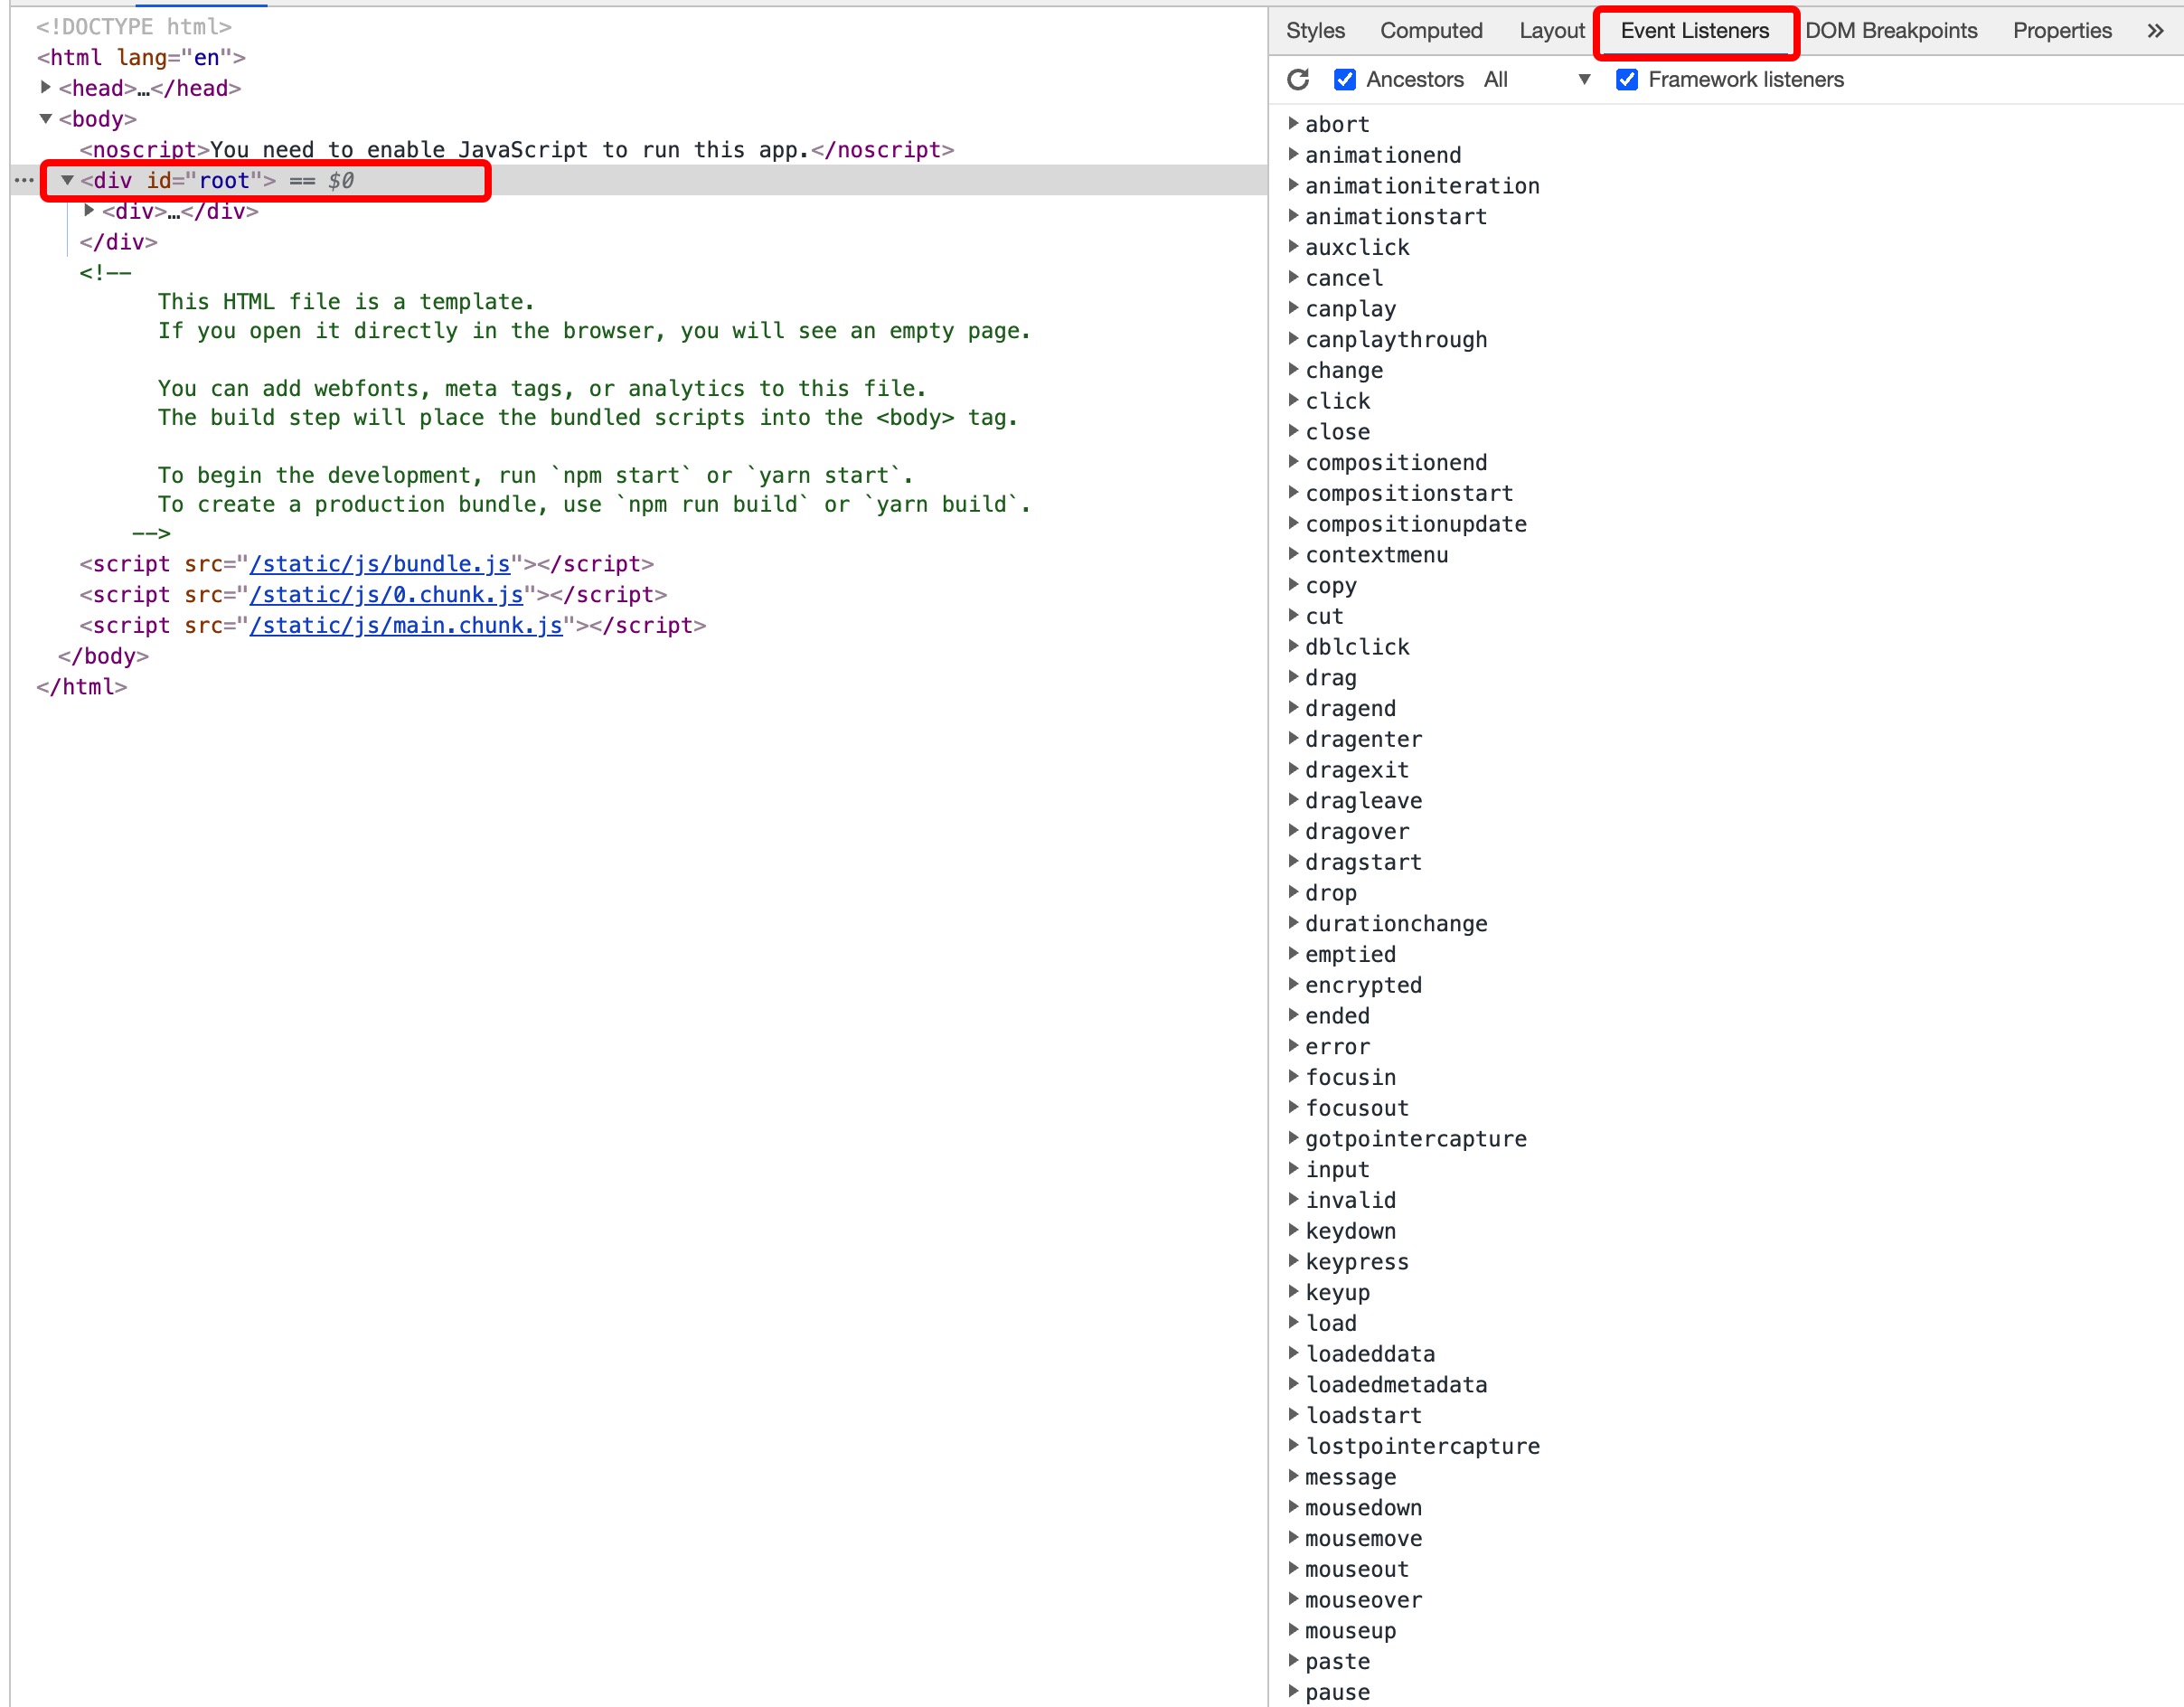 <!DOCTYPE html>
<html lang="en">
<head>…</head>
<body>
<noscript>You need to enable JavaScript to run this app.</noscript>
<div id="root"> == $0
<div>…</div>
</div>
<!--
This HTML file is a template.
If you open it directly in the browser, you will see an empty page.
You can add webfonts, meta tags, or analytics to this file.
The build step will place the bundled scripts into the <body> tag.
To begin the development, run `npm start` or `yarn start`.
To create a production bundle, use `npm run build` or `yarn build`.
-->
<script src="/static/js/bundle.js"></script>
<script src="/static/js/0.chunk.js"></script>
<script src="/static/js/main.chunk.js"></script>
</body>
</html>
Styles Computed Layout Event Listeners DOM Breakpoints Properties »
Ancestors All Framework listeners
abort
animationend
animationiteration
animationstart
auxclick
cancel
canplay
canplaythrough
change
click
close
compositionend
compositionstart
compositionupdate
contextmenu
copy
cut
dblclick
drag
dragend
dragenter
dragexit
dragleave
dragover
dragstart
drop
durationchange
emptied
encrypted
ended
error
focusin
focusout
gotpointercapture
input
invalid
keydown
keypress
keyup
load
loadeddata
loadedmetadata
loadstart
lostpointercapture
message
mousedown
mousemove
mouseout
mouseover
mouseup
paste
pause